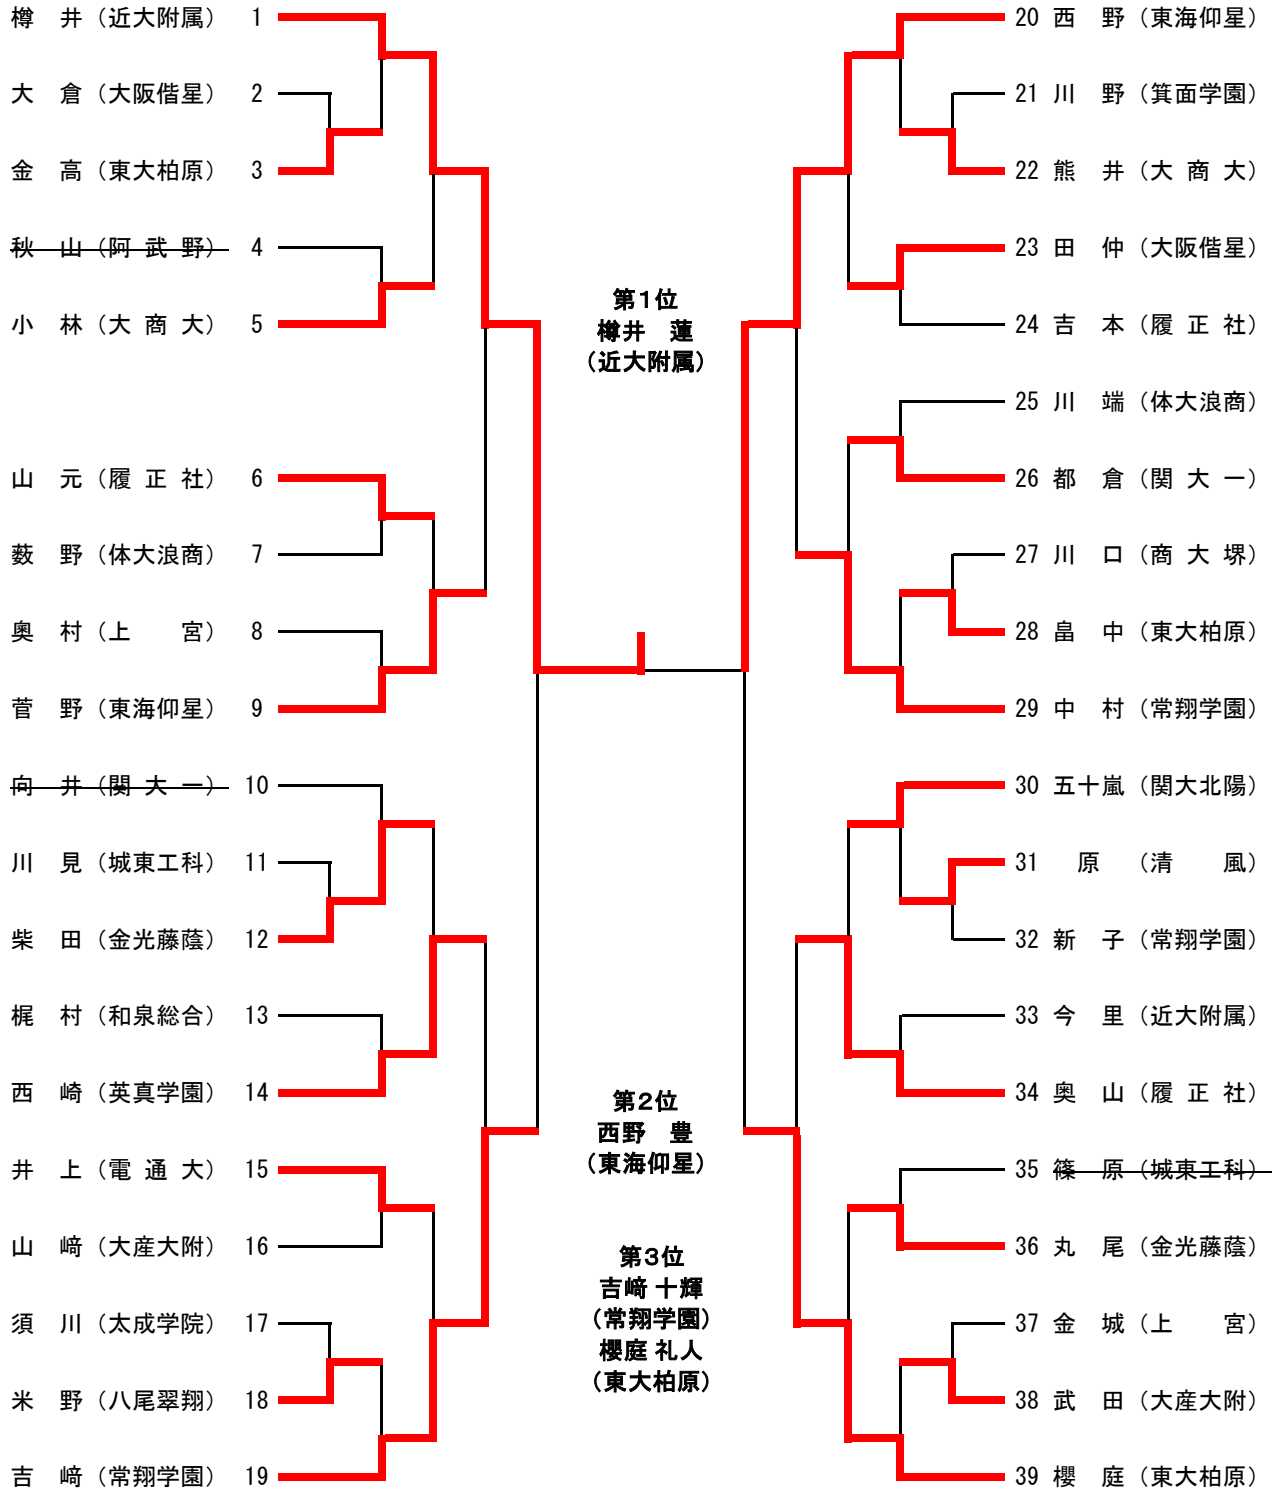 樽　井（近大附属）　1
大　倉（大阪偕星）　2
金　高（東大柏原）　3
秋　山（阿 武 野）　4
小　林（大 商 大）　5
山　元（履 正 社）　6
薮　野（体大浪商）　7
奥　村（上　　宮）　8
菅　野（東海仰星）　9
向　井（関 大 一）　10
川　見（城東工科）　11
柴　田（金光藤蔭）　12
梶　村（和泉総合）　13
西　崎（英真学園）　14
井　上（電 通 大）　15
山　﨑（大産大附）　16
須　川（太成学院）　17
米　野（八尾翠翔）　18
吉　﨑（常翔学園）　19
第1位
樽井　蓮
（近大附属）
第2位
西野　豊
（東海仰星）
第3位
吉﨑 十輝
（常翔学園）
櫻庭 礼人
（東大柏原）
20 西　野（東海仰星）
21 川　野（箕面学園）
22 熊　井（大 商 大）
23 田　仲（大阪偕星）
24 吉　本（履 正 社）
25 川　端（体大浪商）
26 都　倉（関 大 一）
27 川　口（商 大 堺）
28 畠　中（東大柏原）
29 中　村（常翔学園）
30 五十嵐（関大北陽）
31 　原　（清　　風）
32 新　子（常翔学園）
33 今　里（近大附属）
34 奥　山（履 正 社）
35 篠　原（城東工科）
36 丸　尾（金光藤蔭）
37 金　城（上　　宮）
38 武　田（大産大附）
39 櫻　庭（東大柏原）